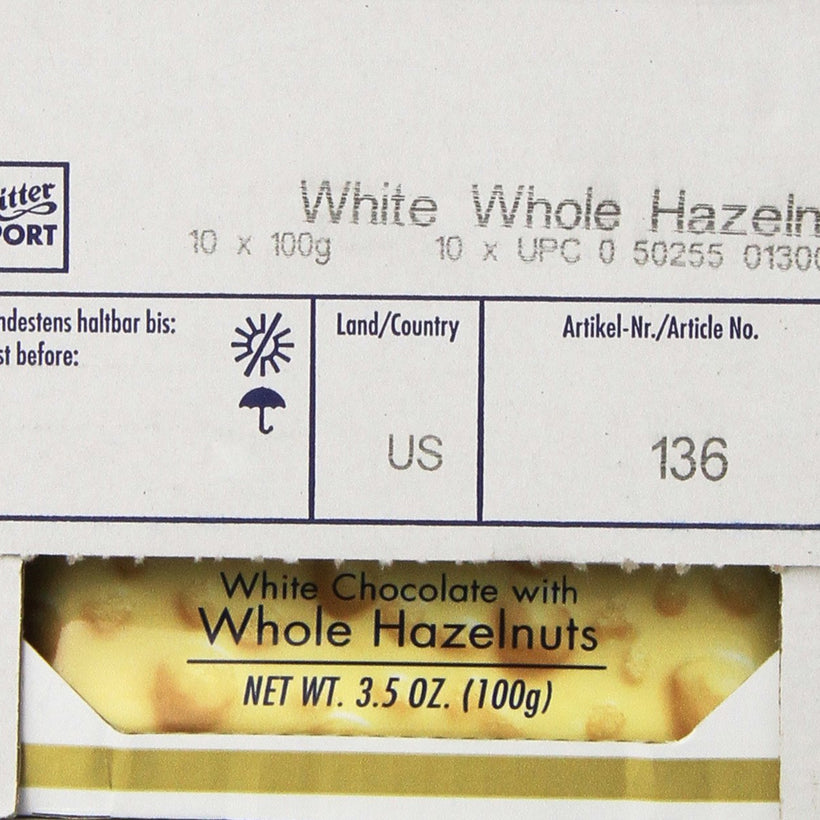 itter
PORT
White Whole Hazeln
10 x 100g 10 x UPC 0 50255 0130
ndestens haltbar bis:
st before:
Land/Country
US
Artikel-Nr./Article No.
136
White Chocolate with
Whole Hazelnuts
NET WT. 3.5 OZ. (100g)